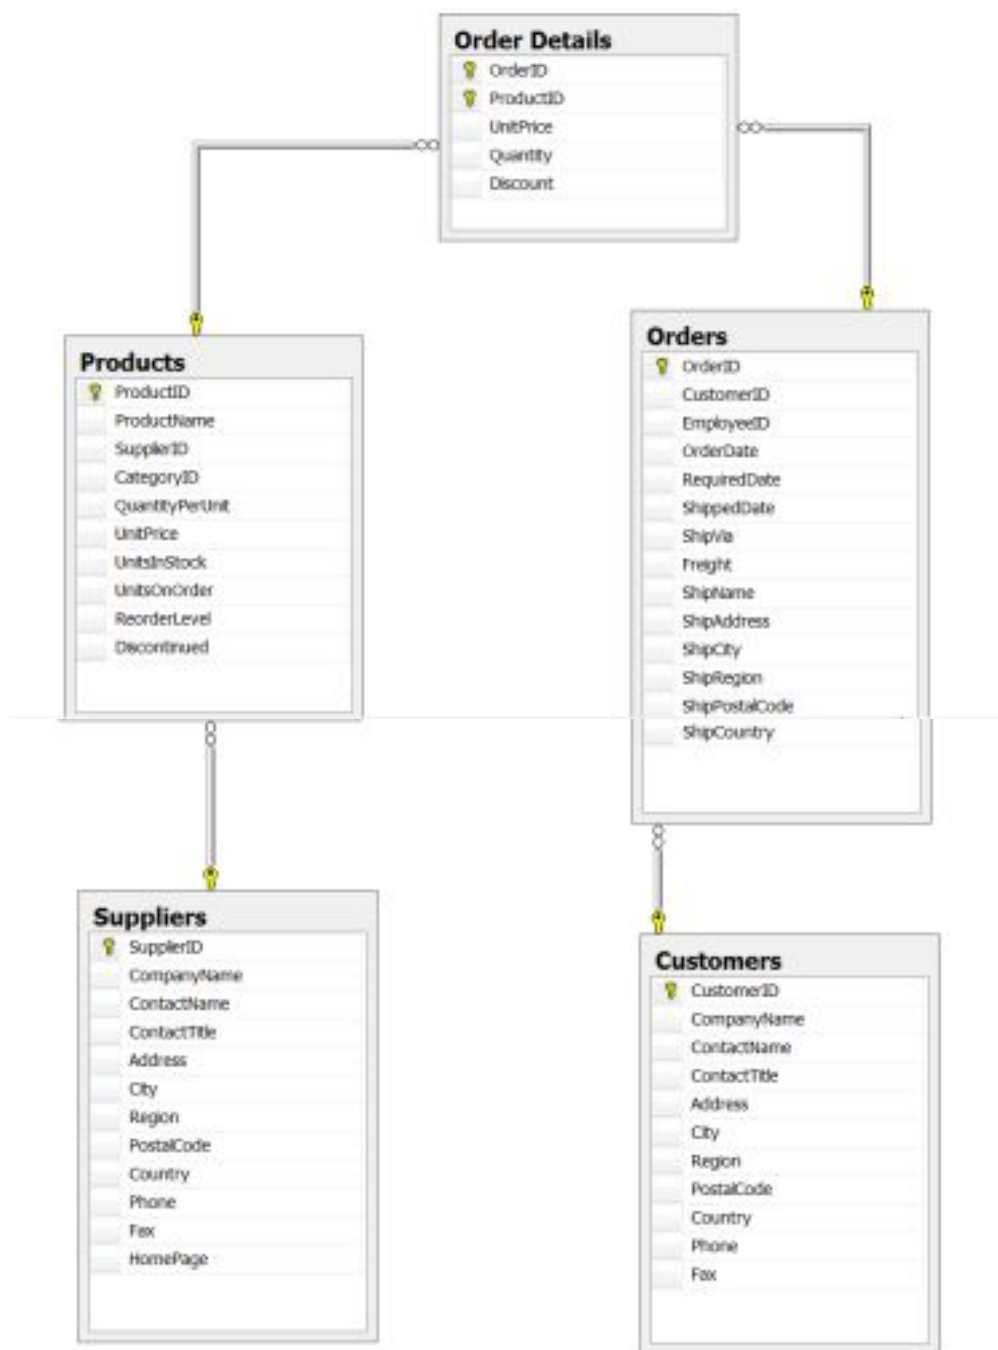 Order Details
OrderID
ProductID
UnitPrice
Quantity
Discount
Products
ProductID
ProductName
SupplierID
CategoryID
QuantityPerUnit
UnitPrice
UnitsInStock
UnitsOnOrder
ReorderLevel
Discontinued
Orders
OrderID
CustomerID
EmployeeID
OrderDate
RequiredDate
ShippedDate
ShipVia
Freight
ShipName
ShipAddress
ShipCity
ShipRegion
ShipPostalCode
ShipCountry
Suppliers
SupplierID
CompanyName
ContactName
ContactTitle
Address
City
Region
PostalCode
Country
Phone
Fax
HomePage
Customers
CustomerID
CompanyName
ContactName
ContactTitle
Address
City
Region
PostalCode
Country
Phone
Fax